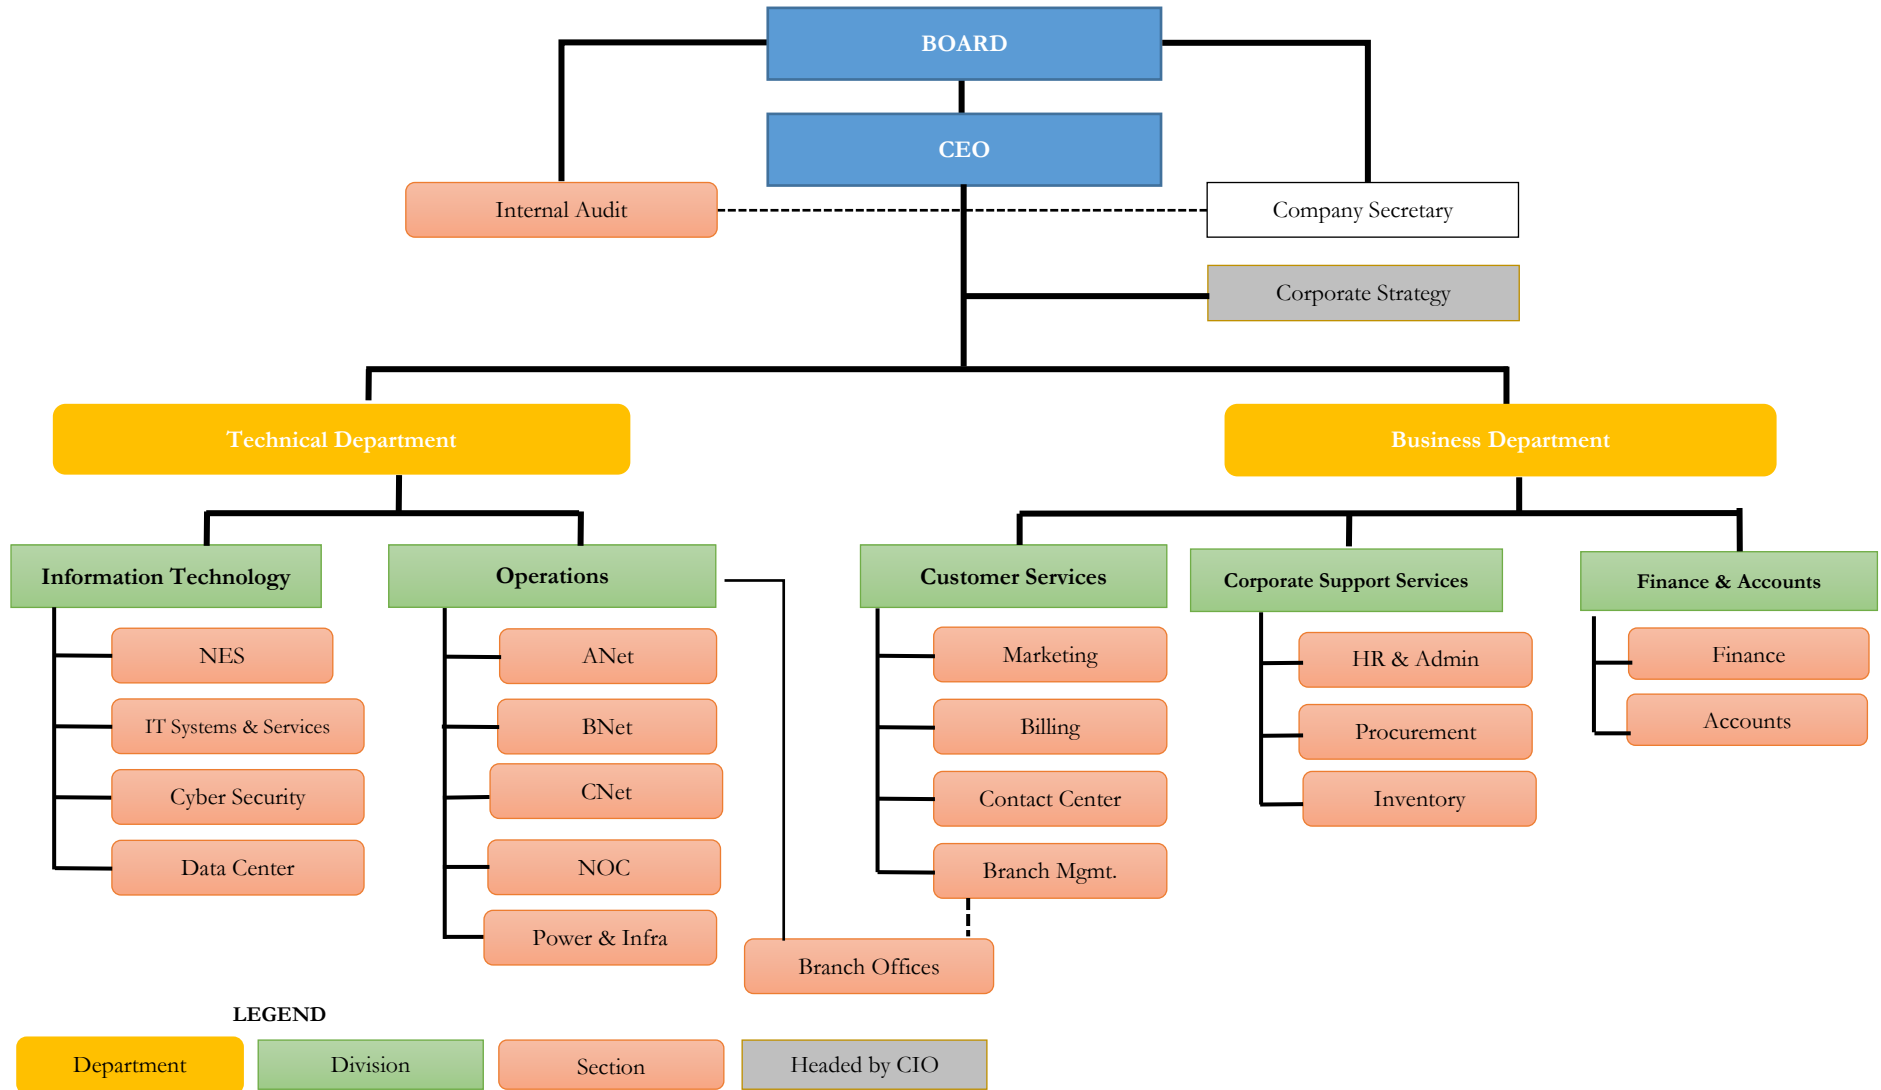 BOARD
CEO
Internal Audit
Company Secretary
Corporate Strategy
Technical Department
Business Department
Information Technology
Operations
Customer Services
Corporate Support Services
Finance & Accounts
NES
IT Systems & Services
Cyber Security
Data Center
ANet
BNet
CNet
NOC
Power & Infra
Marketing
Billing
Contact Center
Branch Mgmt.
Branch Offices
HR & Admin
Procurement
Inventory
Finance
Accounts
LEGEND
Department
Division
Section
Headed by CIO